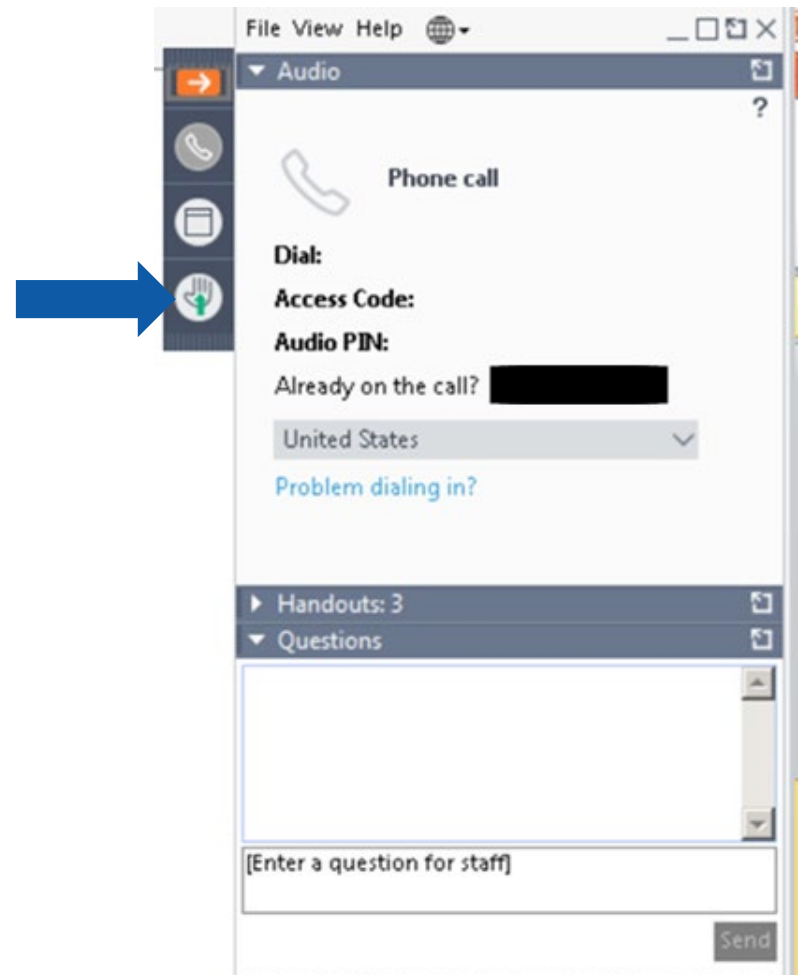 File View Help
Audio
?
Phone call
Dial:
Access Code:
Audio PIN:
Already on the call?
United States
Problem dialing in?
Handouts: 3
Questions
[Enter a question for staff]
Send